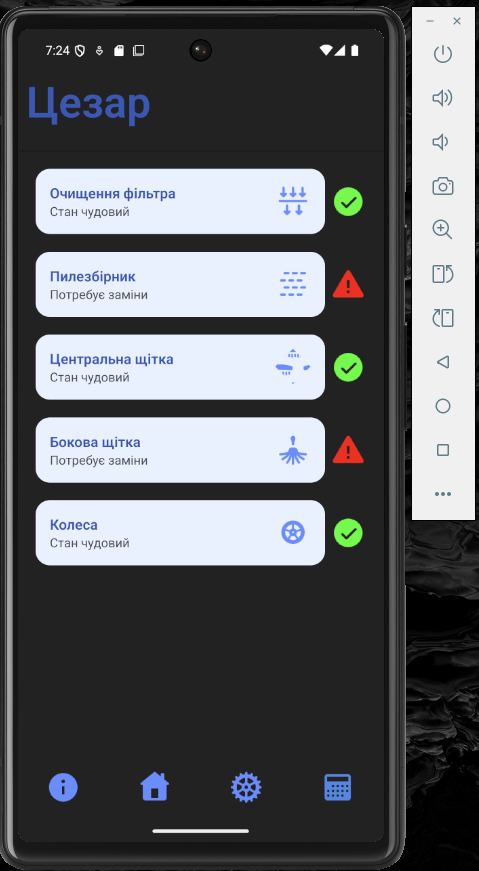 7:24
Цезар
Очищення фільтра
Стан чудовий
Пилезбірник
Потребує заміни
Центральна щітка
Стан чудовий
Бокова щітка
Потребує заміни
Колеса
Стан чудовий